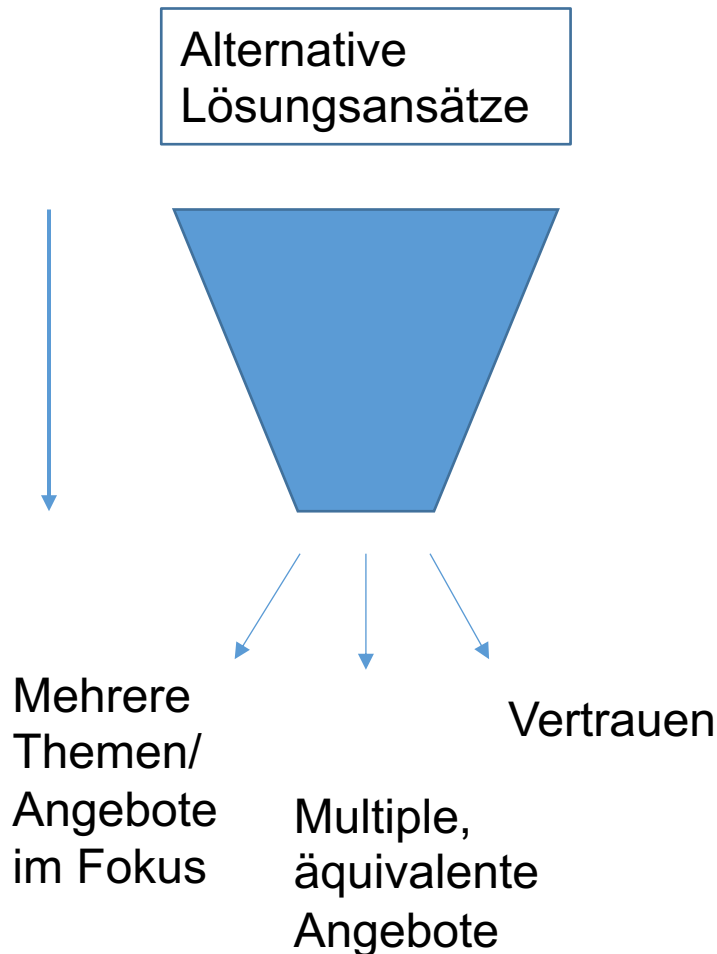 Alternative
Lösungsansätze
Mehrere
Themen/
Angebote
im Fokus
Multiple,
äquivalente
Angebote
Vertrauen